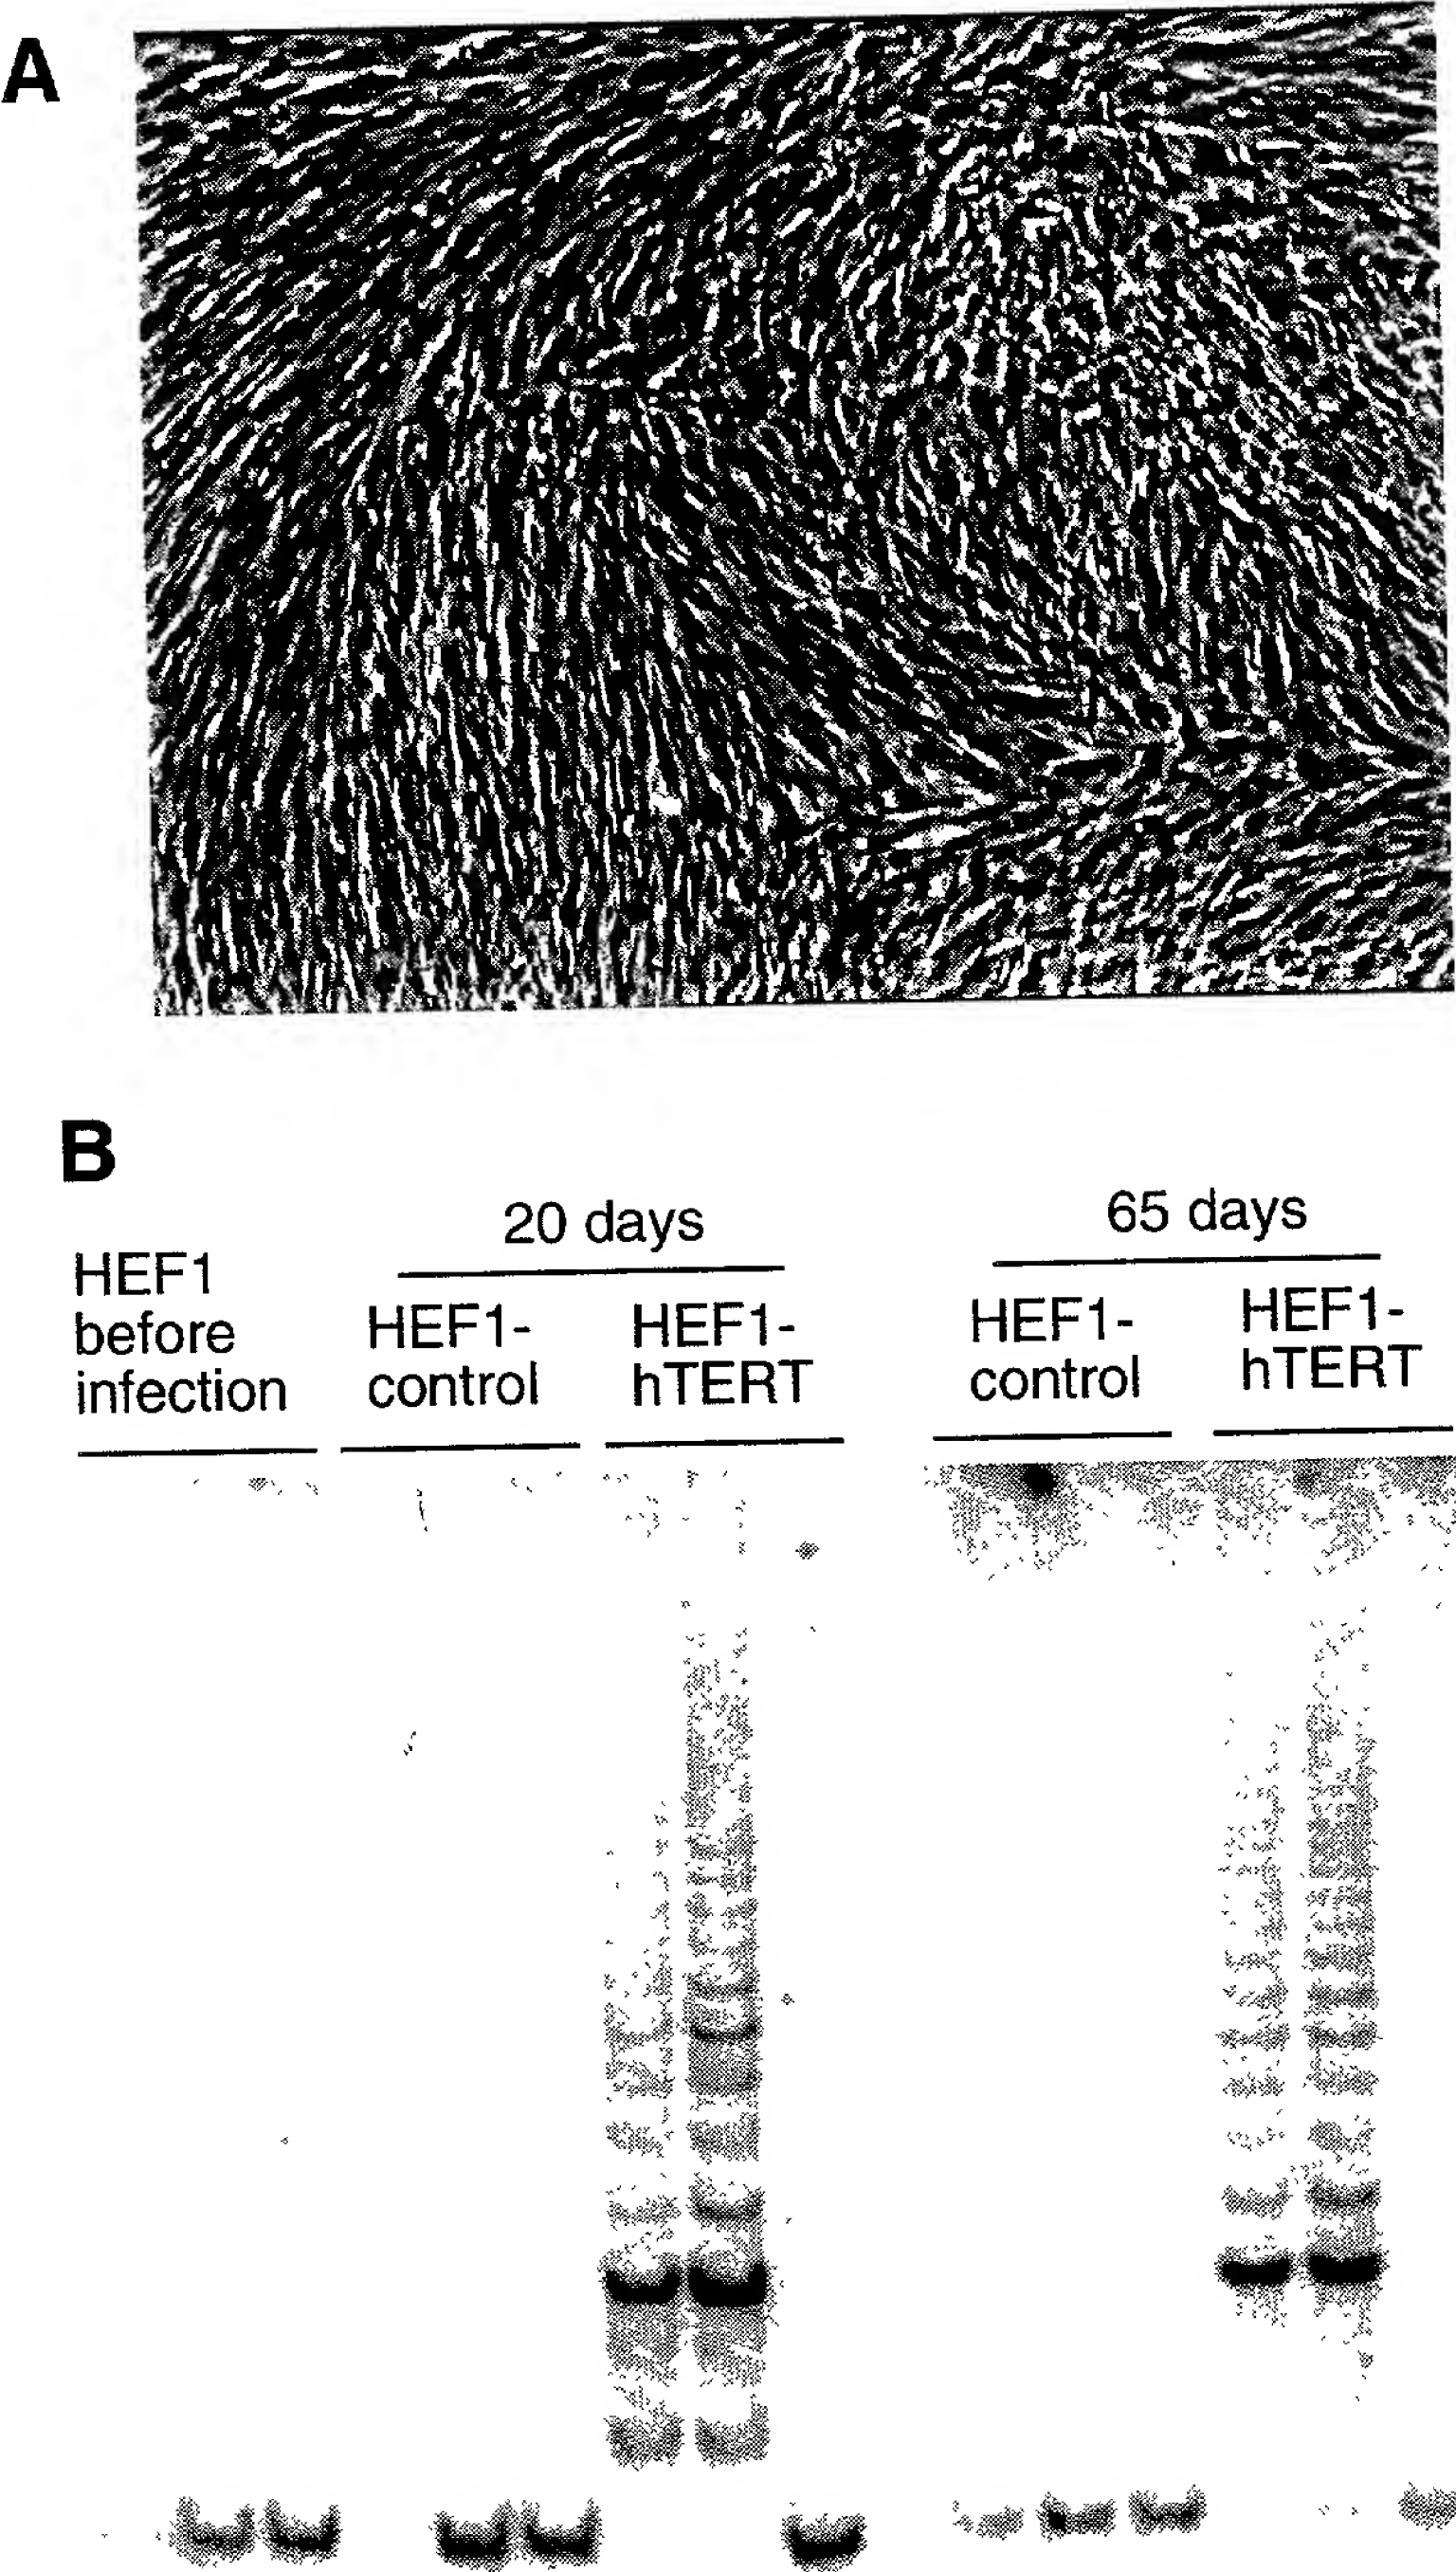 A
B
20 days
65 days
HEF1
before
infection
HEF1-
control
HEF1-
hTERT
HEF1-
control
HEF1-
hTERT